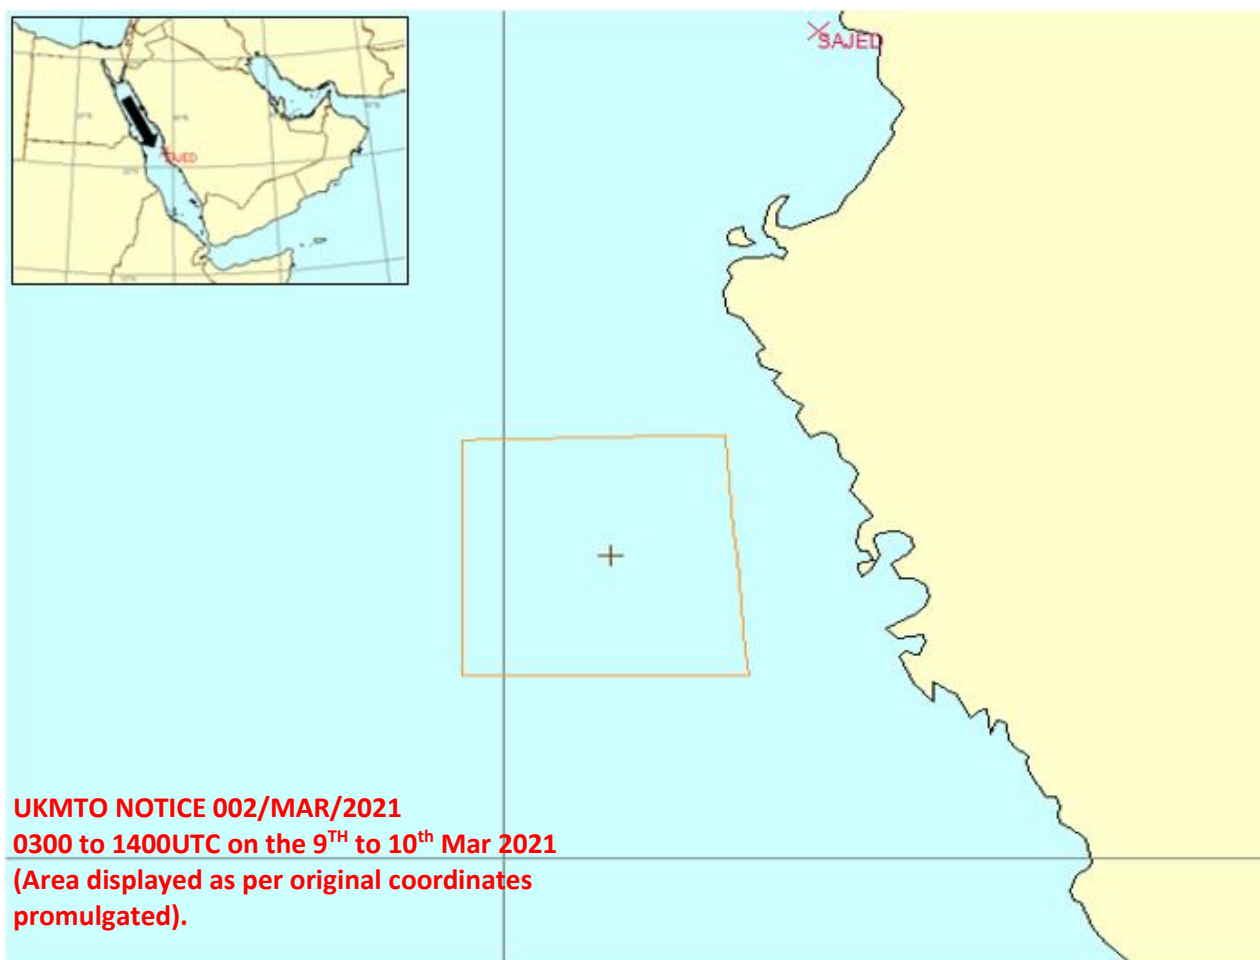 SAJED
UKMTO NOTICE 002/MAR/2021
0300 to 1400UTC on the 9TH to 10th Mar 2021
(Area displayed as per original coordinates
promulgated).